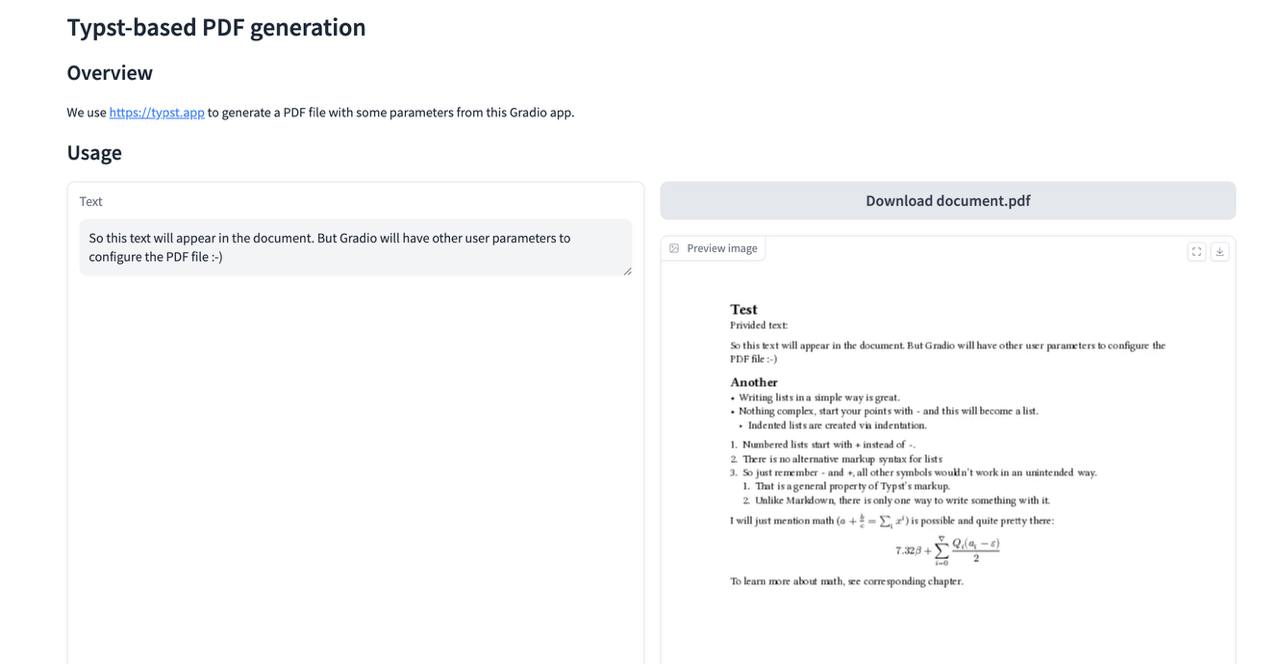 Typst-based PDF generation
Overview
We use https://typst.app to generate a PDF file with some parameters from this Gradio app.
Usage
Text
So this text will appear in the document. But Gradio will have other user parameters to
configure the PDF file :-)
Download document.pdf
Preview image
Test
Privided text:
So this text will appear in the document. But Gradio will have other user parameters to configure the
PDF file :-)
Another
• Writing lists in a simple way is great.
• Nothing complex, start your points with - and this will become a list.
• Indented lists are created via indentation.
1. Numbered lists start with + instead of -.
2. There is no alternative markup syntax for lists
3. So just remember - and +, all other symbols wouldn't work in an unintended way.
1. That is a general property of Typst's markup.
2. Unlike Markdown, there is only one way to write something with it.
I will just mention math (a + b/c = ∑_i x^i) is possible and quite pretty there:
7.32β + ∑_{i=0}^{∇} Q_i(a_i − ε) / 2
To learn more about math, see corresponding chapter.